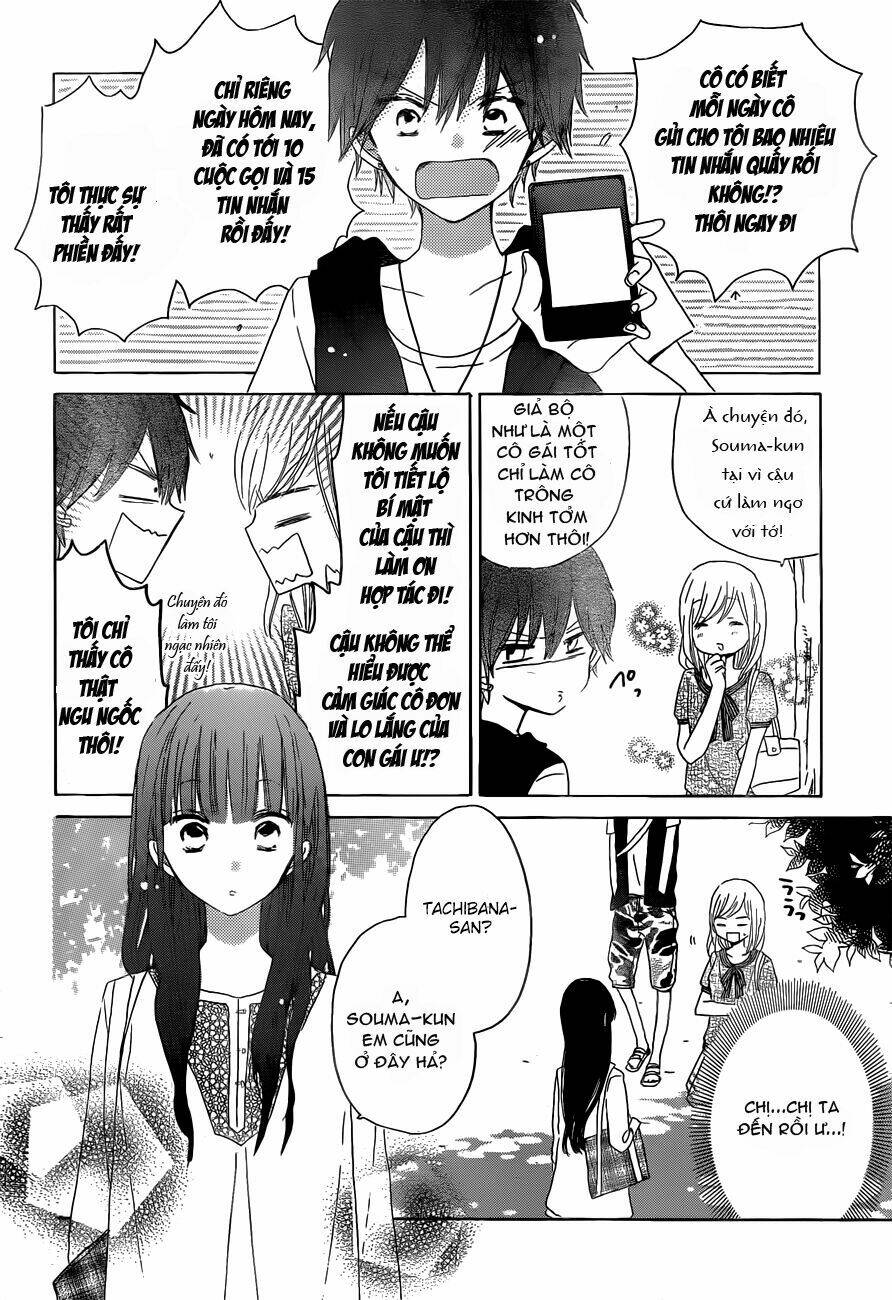 CÔ CÓ BIẾT
MỖI NGÀY CÔ
GỬI CHO TÔI BAO NHIÊU
TIN NHẮN QUẤY RỐI
KHÔNG!?
THÔI NGAY ĐI
CHỈ RIÊNG
NGÀY HÔM NAY,
ĐÃ CÓ TỚI 10
CUỘC GỌI VÀ 15
TIN NHẮN
RỒI ĐẤY!
TÔI THỰC SỰ
THẤY RẤT
PHIỀN ĐẤY!
À chuyện đó,
Souma-kun
tại vì cậu
cứ làm ngơ
với tớ!
GIẢ BỘ
NHƯ LÀ MỘT
CÔ GÁI TỐT
CHỈ LÀM CÔ
TRÔNG
KINH TỞM
HƠN THÔI!
ペっ
NẾU CẬU
KHÔNG MUỐN
TÔI TIẾT LỘ
BÍ MẬT
CỦA CẬU THÌ
LÀM ƠN
HỢP TÁC ĐI!
CẬU KHÔNG THỂ
HIỂU ĐƯỢC
CẢM GIÁC CÔ ĐƠN
VÀ LO LẮNG CỦA
CON GÁI Ư!?
Chuyện đó
làm tôi
ngạc nhiên
đấy!
TÔI CHỈ
THẤY CÔ
THẬT
NGU NGỐC
THÔI!
CHỊ...CHỊ TA
ĐẾN RỒI Ư...!
TACHIBANA-
SAN?
A,
SOUMA-KUN
EM CŨNG
Ở ĐÂY HẢ?